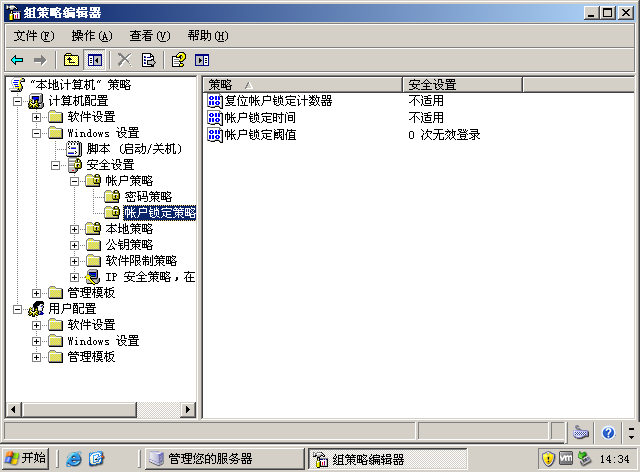 组策略编辑器
文件(F) 操作(A) 查看(V) 帮助(H)
"本地计算机" 策略
计算机配置
软件设置
Windows 设置
脚本 (启动/关机)
安全设置
帐户策略
密码策略
帐户锁定策略
本地策略
公钥策略
软件限制策略
IP 安全策略，在
管理模板
用户配置
软件设置
Windows 设置
管理模板
策略 安全设置
复位帐户锁定计数器 不适用
帐户锁定时间 不适用
帐户锁定阈值 0 次无效登录
开始 管理您的服务器 组策略编辑器 vm 14:34